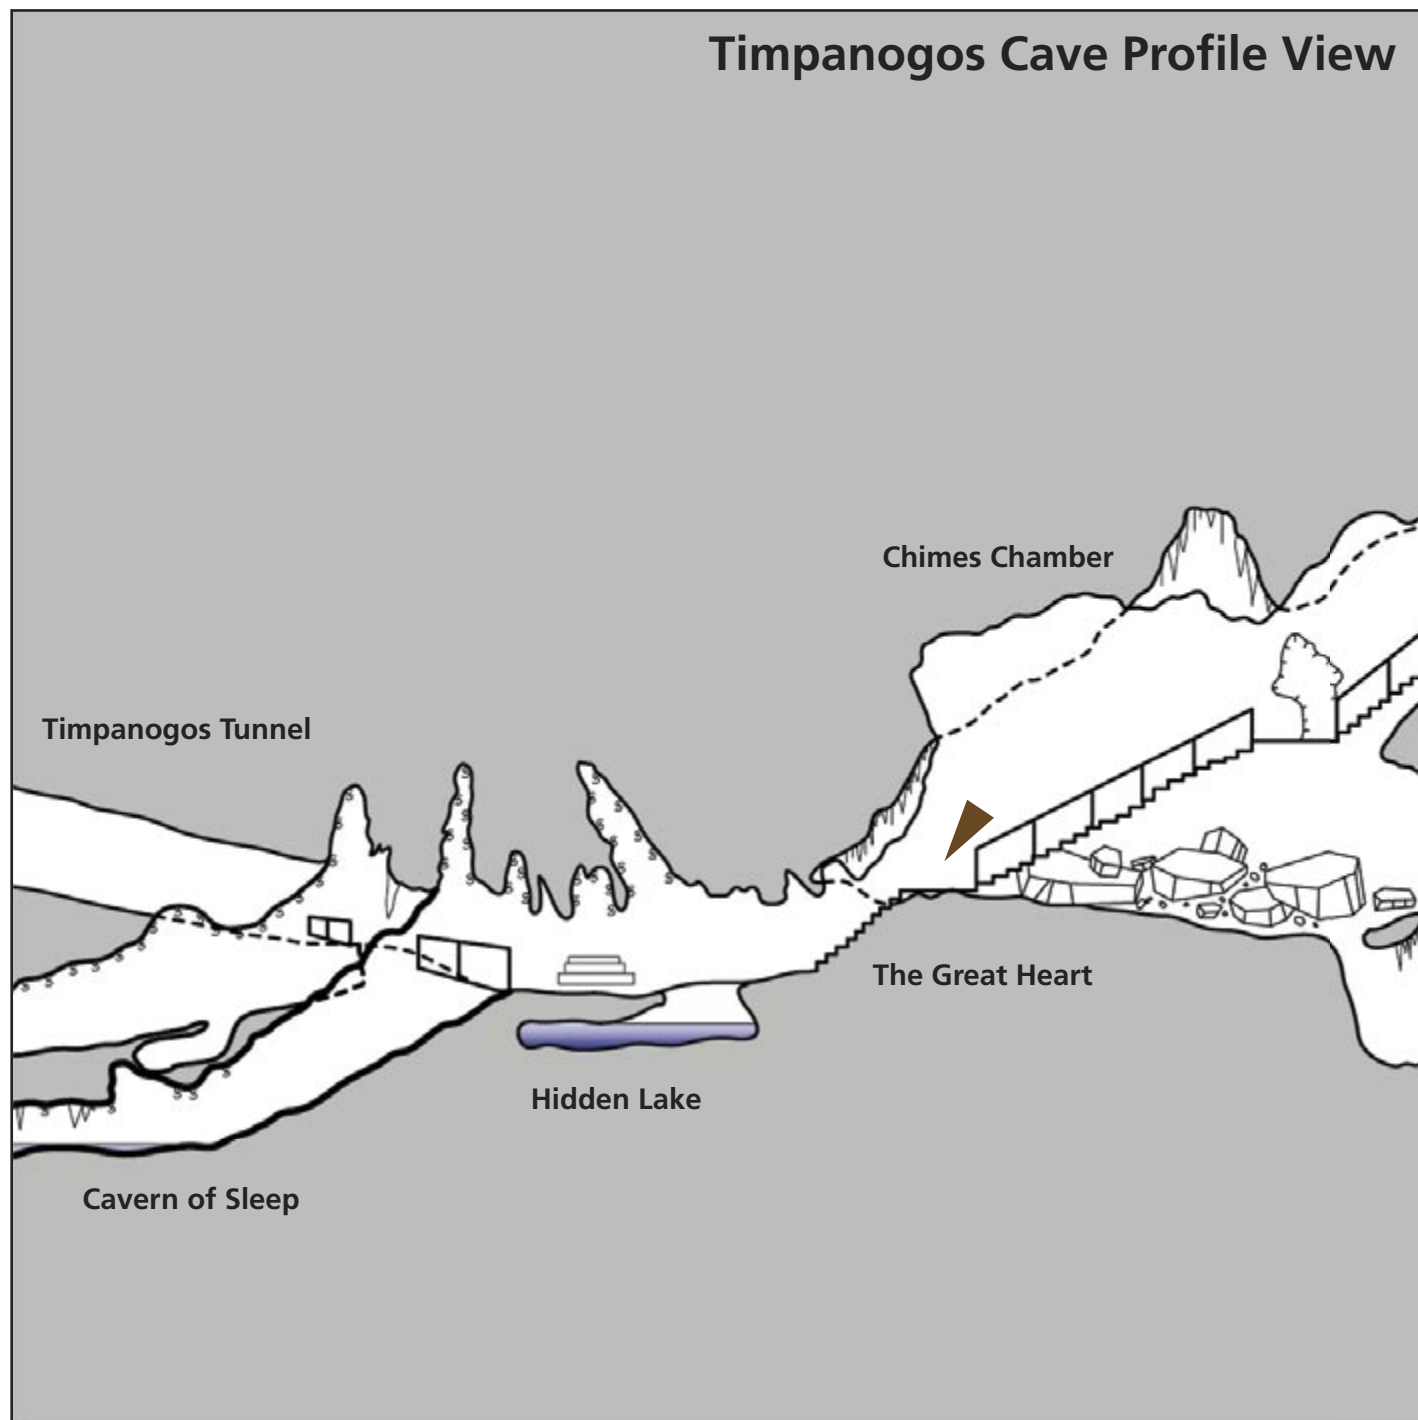 Timpanogos Cave Profile View
Chimes Chamber
Timpanogos Tunnel
The Great Heart
Hidden Lake
Cavern of Sleep